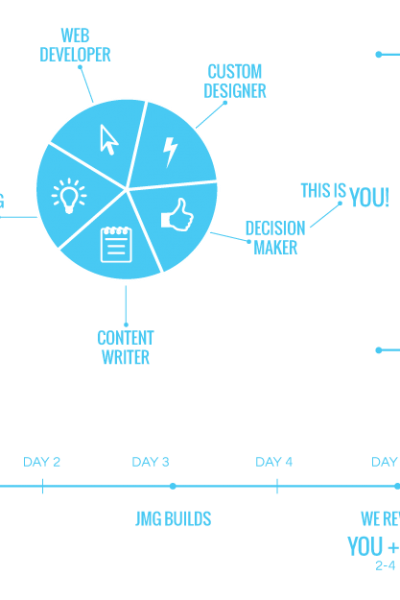 WEB
DEVELOPER
CUSTOM
DESIGNER
THIS IS YOU!
DECISION
MAKER
CONTENT
WRITER
DAY 2
DAY 3
DAY 4
DAY
JMG BUILDS
WE REV
YOU +
2-4